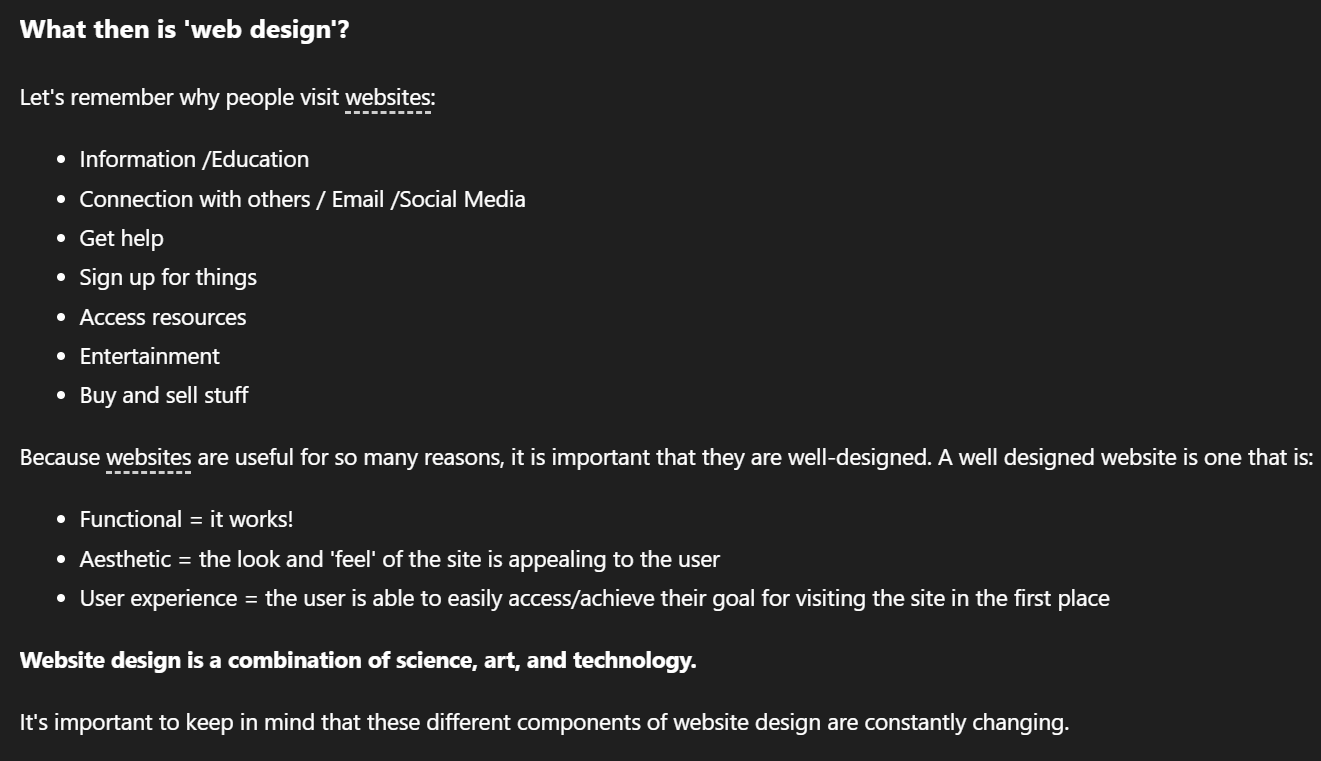 What then is 'web design'?
Let's remember why people visit websites:
• Information /Education
• Connection with others / Email /Social Media
• Get help
• Sign up for things
• Access resources
• Entertainment
• Buy and sell stuff
Because websites are useful for so many reasons, it is important that they are well-designed. A well designed website is one that is:
• Functional = it works!
• Aesthetic = the look and 'feel' of the site is appealing to the user
• User experience = the user is able to easily access/achieve their goal for visiting the site in the first place
Website design is a combination of science, art, and technology.
It's important to keep in mind that these different components of website design are constantly changing.